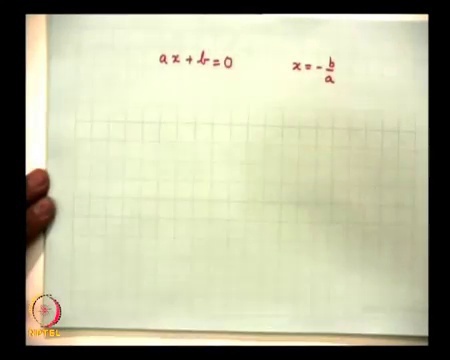 ax + b = 0    x = - b/a
NPTEL